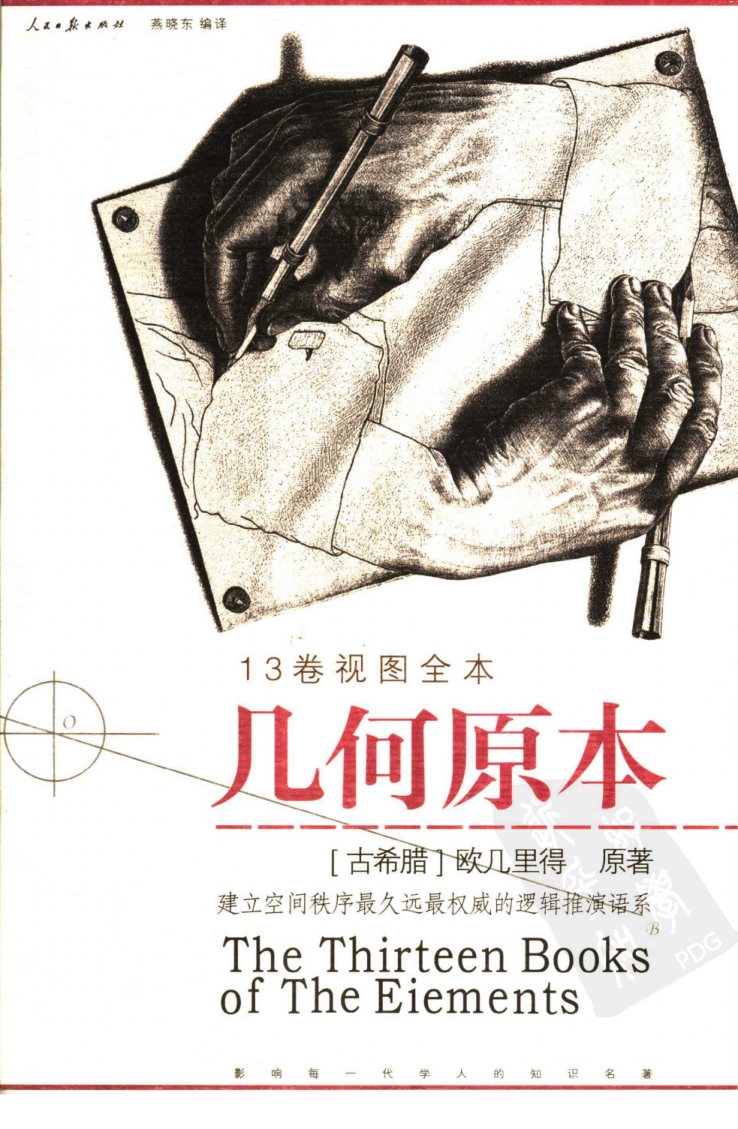 人民日报出版社 燕晓东 编译
13卷视图全本
O
几何原本
[古希腊] 欧几里得 原著
建立空间秩序最久远最权威的逻辑推演语系
B
The Thirteen Books
of The Eiements
PDG
影响每一代学人的知识名著